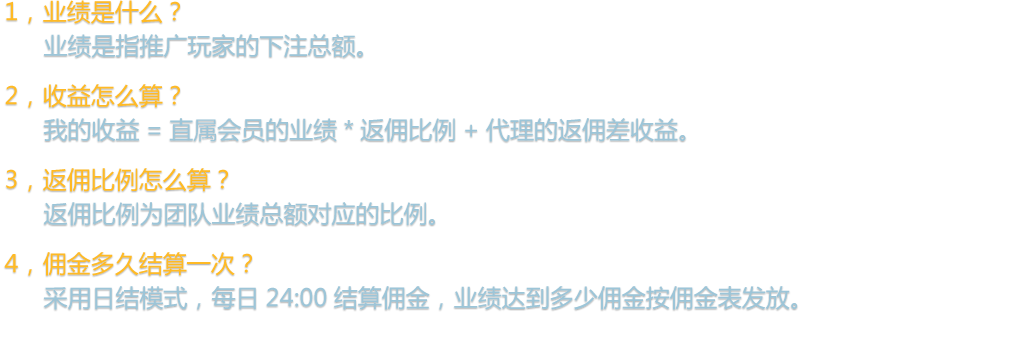 1，业绩是什么？
业绩是指推广玩家的下注总额。
2，收益怎么算？
我的收益 = 直属会员的业绩 * 返佣比例 + 代理的返佣差收益。
3，返佣比例怎么算？
返佣比例为团队业绩总额对应的比例。
4，佣金多久结算一次？
采用日结模式，每日 24:00 结算佣金，业绩达到多少佣金按佣金表发放。